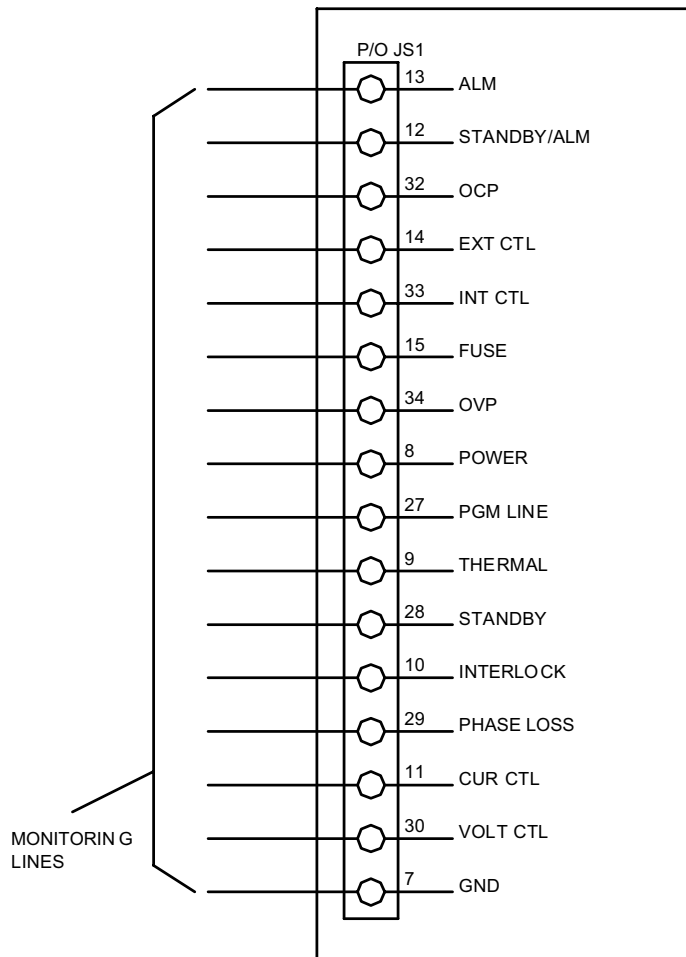 P/O JS1
13 ALM
12 STANDBY/ALM
32 OCP
14 EXT CTL
33 INT CTL
15 FUSE
34 OVP
8 POWER
27 PGM LINE
9 THERMAL
28 STANDBY
10 INTERLOCK
29 PHASE LOSS
11 CUR CTL
30 VOLT CTL
7 GND
MONITORING
LINES